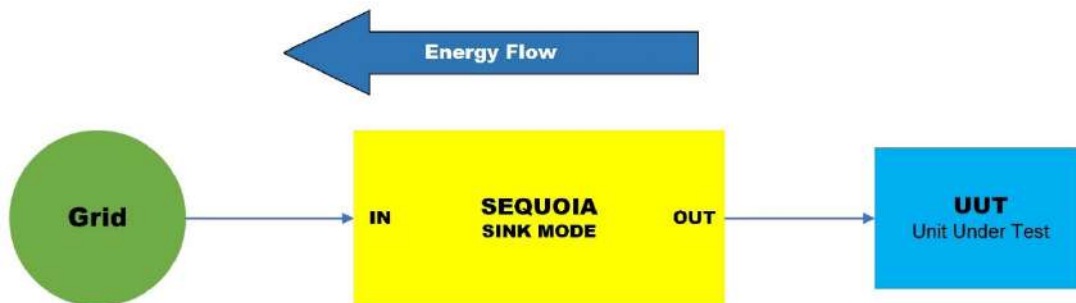 Energy Flow
Grid
IN
SEQUOIA
SINK MODE
OUT
UUT
Unit Under Test